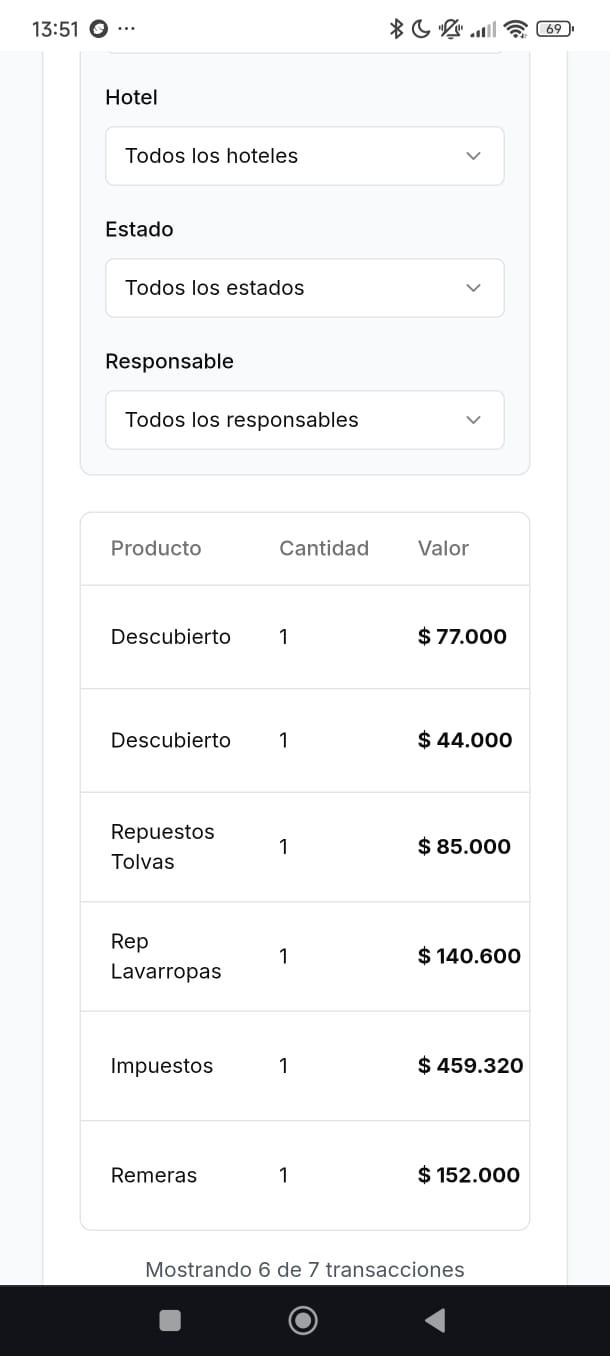 13:51
69
Hotel
Todos los hoteles
Estado
Todos los estados
Responsable
Todos los responsables
Producto Cantidad Valor
Descubierto 1 $ 77.000
Descubierto 1 $ 44.000
Repuestos
Tolvas 1 $ 85.000
Rep
Lavarropas 1 $ 140.600
Impuestos 1 $ 459.320
Remeras 1 $ 152.000
Mostrando 6 de 7 transacciones